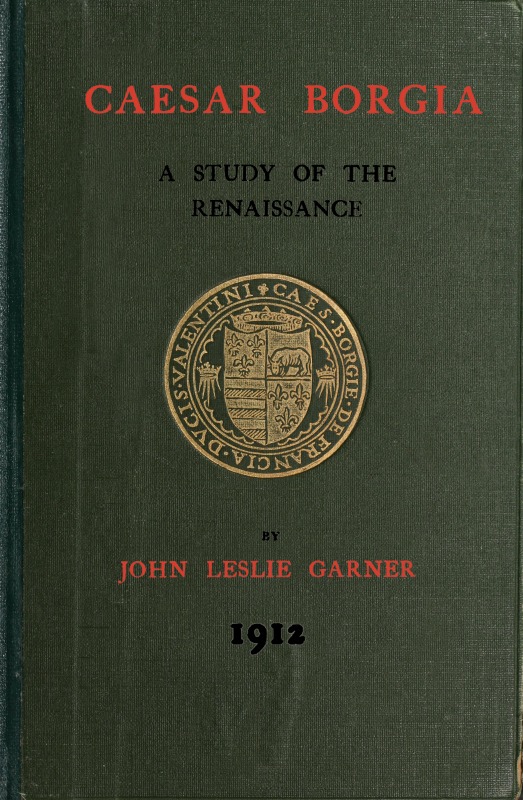 CAESAR BORGIA
A STUDY OF THE
RENAISSANCE
CAES·BORGIE·DE·FRANCIA·DVCIS·VALENTINI
BY
JOHN LESLIE GARNER
1912